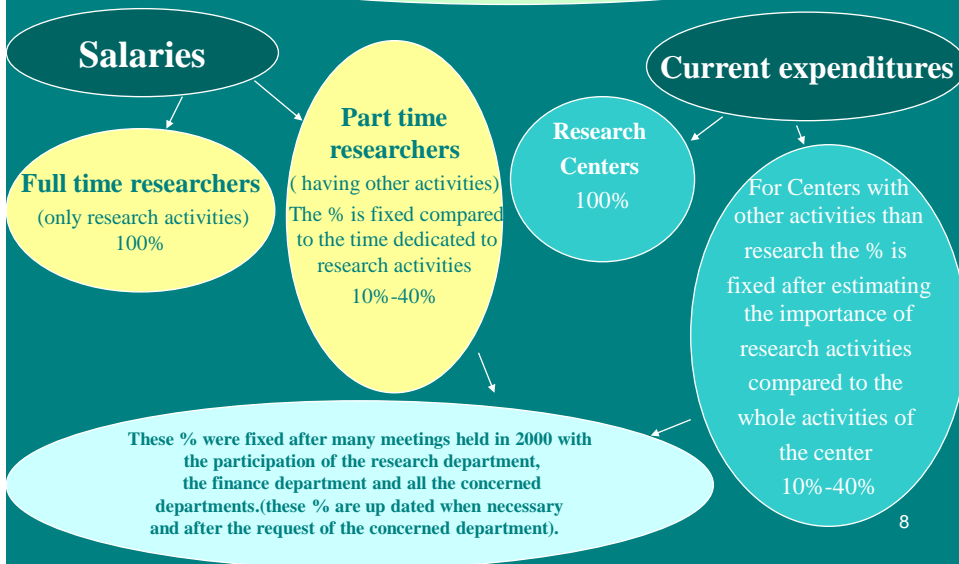 Salaries
Current expenditures
Full time researchers
(only research activities)
100%
Part time
researchers
( having other activities)
The % is fixed compared
to the time dedicated to
research activities
10%-40%
Research
Centers
100%
For Centers with
other activities than
research the % is
fixed after estimating
the importance of
research activities
compared to the
whole activities of
the center
10%-40%
These % were fixed after many meetings held in 2000 with
the participation of the research department,
the finance department and all the concerned
departments.(these % are up dated when necessary
and after the request of the concerned department).
8